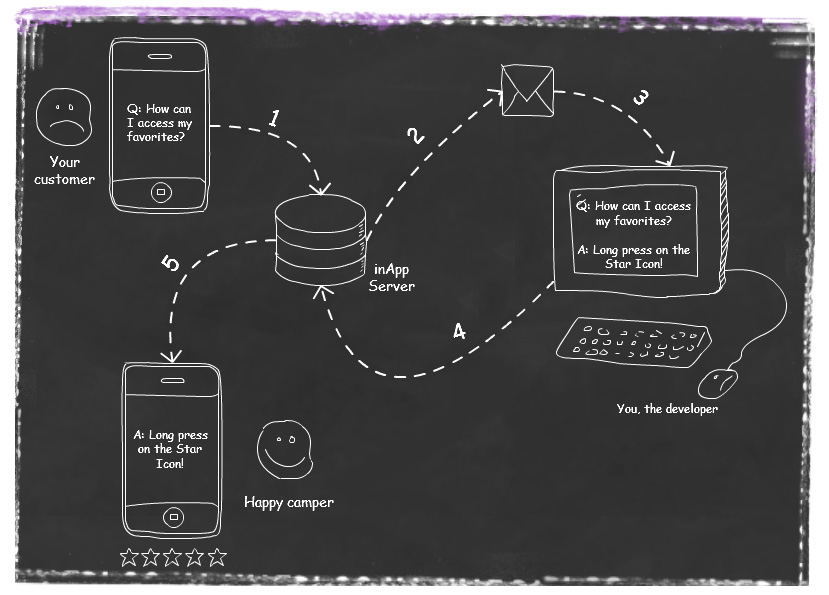 Q: How can
I access my
favorites?
Your
customer
1
2
3
Q: How can I access
my favorites?
A: Long press on the
Star Icon!
inApp
Server
5
4
You, the developer
A: Long press
on the Star
Icon!
Happy camper